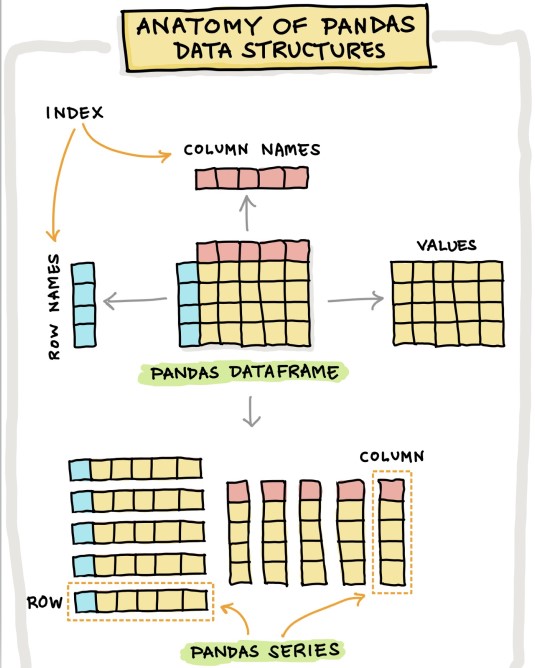 ANATOMY OF PANDAS
DATA STRUCTURES
INDEX
COLUMN NAMES
ROW NAMES
VALUES
PANDAS DATAFRAME
COLUMN
ROW
PANDAS SERIES